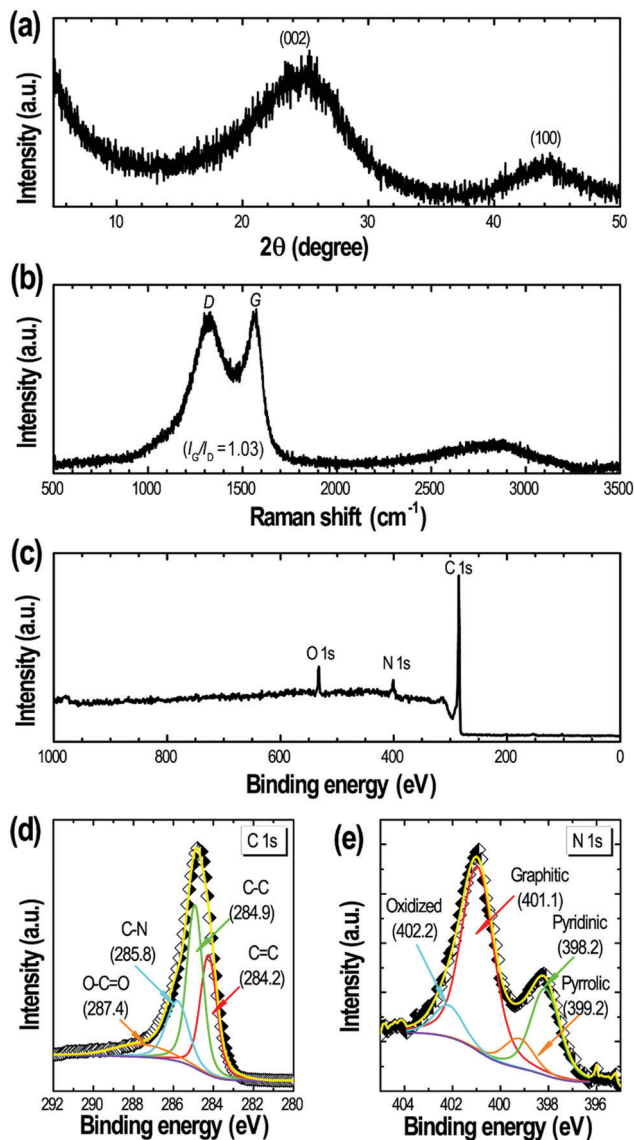 (a)
(002)
(100)
Intensity (a.u.)
10 20 30 40 50
2θ (degree)
(b)
D G
Intensity (a.u.)
(I_G/I_D = 1.03)
500 1000 1500 2000 2500 3000 3500
Raman shift (cm⁻¹)
(c)
C 1s
O 1s
N 1s
Intensity (a.u.)
1000 800 600 400 200 0
Binding energy (eV)
(d)
C 1s
C-C
(284.9)
C-N
(285.8)
C=C
(284.2)
O-C=O
(287.4)
Intensity (a.u.)
292 290 288 286 284 282 280
Binding energy (eV)
(e)
N 1s
Graphitic
(401.1)
Oxidized
(402.2)
Pyridinic
(398.2)
Pyrrolic
(399.2)
Intensity (a.u.)
404 402 400 398 396
Binding energy (eV)